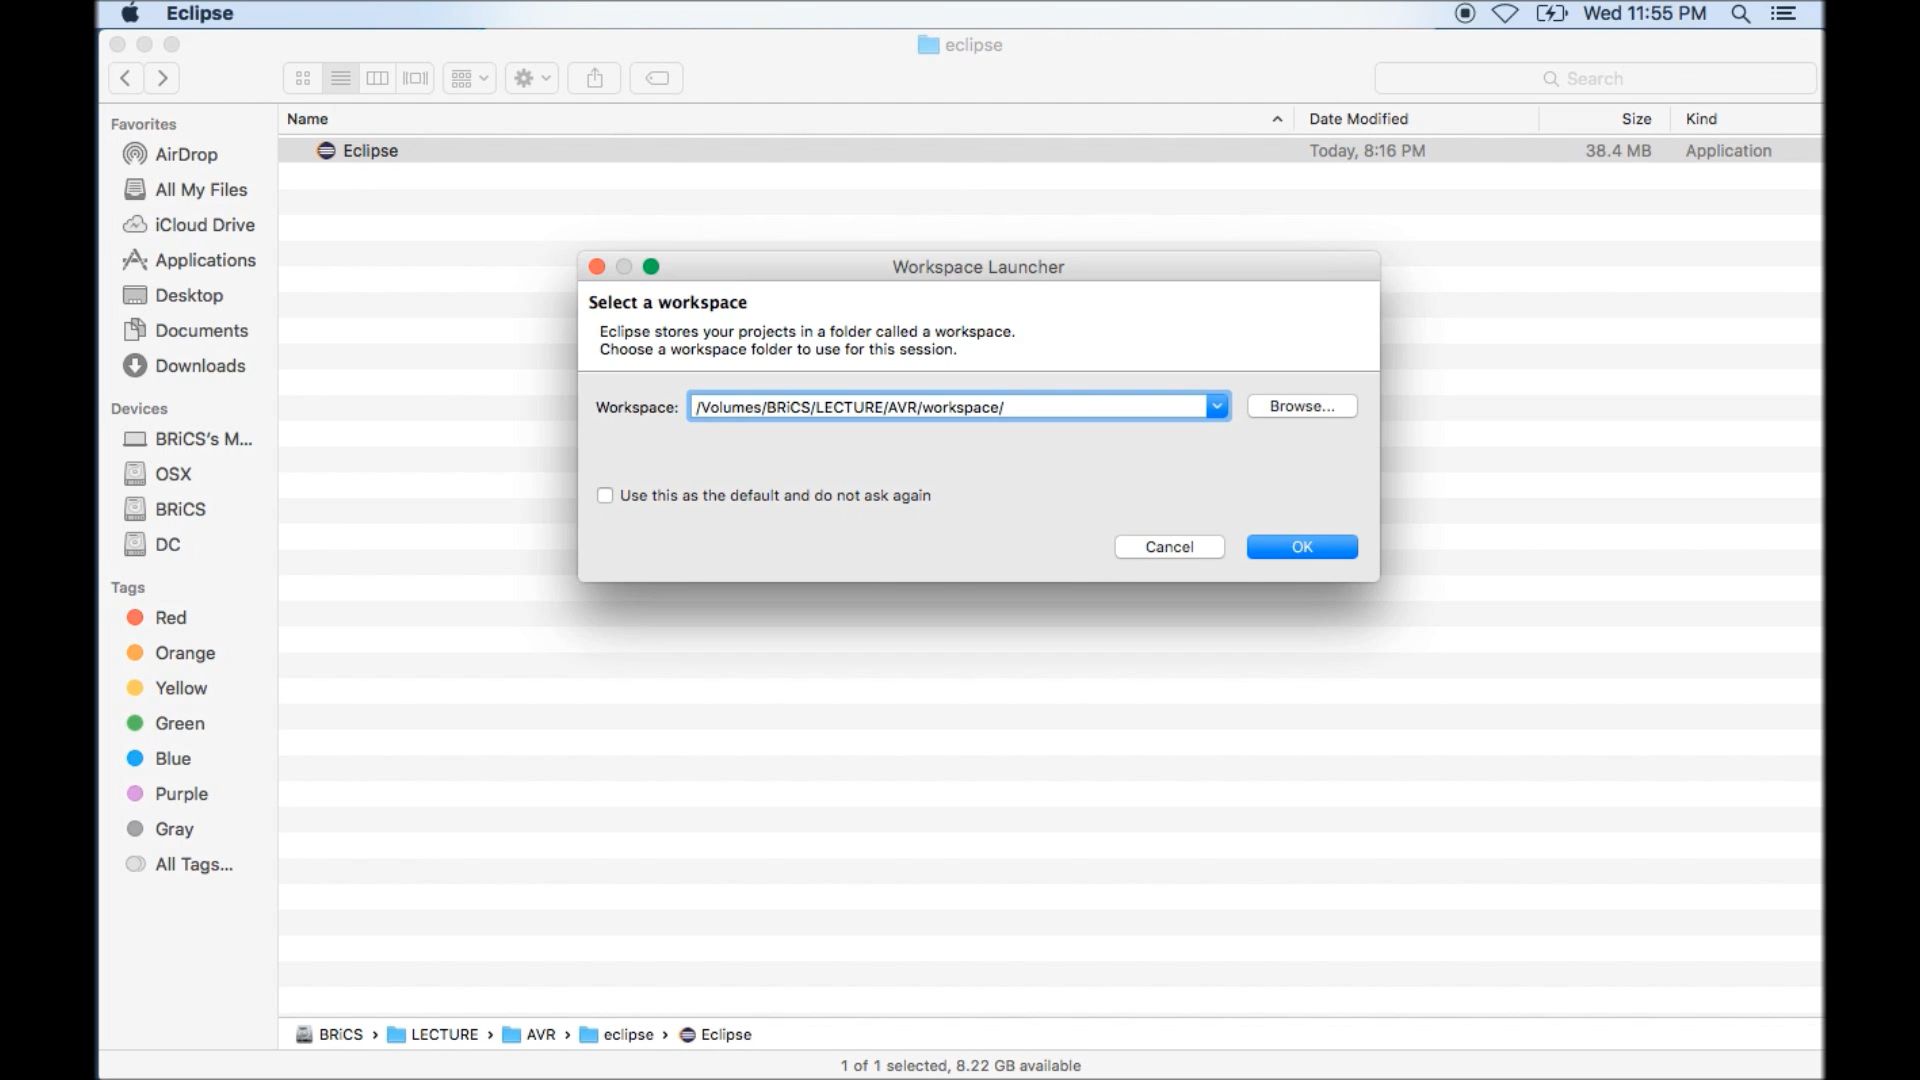 Eclipse
Wed 11:55 PM
eclipse
Search
Favorites
AirDrop
All My Files
iCloud Drive
Applications
Desktop
Documents
Downloads
Devices
BRiCS's M...
OSX
BRiCS
DC
Tags
Red
Orange
Yellow
Green
Blue
Purple
Gray
All Tags...
Name Date Modified Size Kind
Eclipse Today, 8:16 PM 38.4 MB Application
Workspace Launcher
Select a workspace
Eclipse stores your projects in a folder called a workspace.
Choose a workspace folder to use for this session.
Workspace: /Volumes/BRiCS/LECTURE/AVR/workspace/ Browse...
Use this as the default and do not ask again
Cancel OK
BRiCS › LECTURE › AVR › eclipse › Eclipse
1 of 1 selected, 8.22 GB available